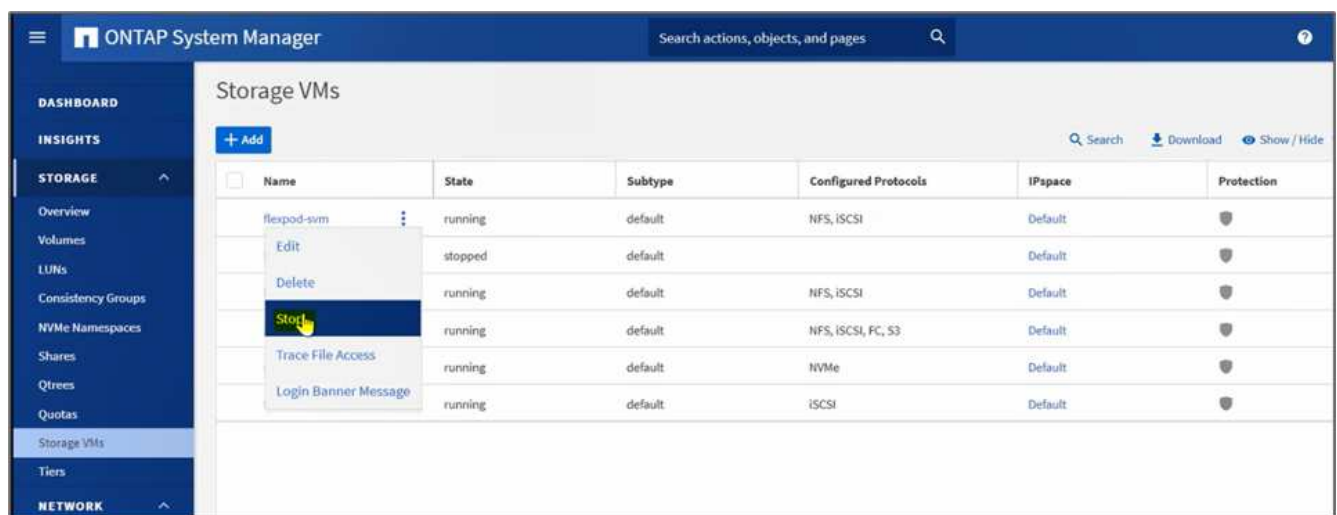 ONTAP System Manager
Search actions, objects, and pages
?
DASHBOARD
INSIGHTS
STORAGE
Overview
Volumes
LUNs
Consistency Groups
NVMe Namespaces
Shares
Qtrees
Quotas
Storage VMs
Tiers
NETWORK
Storage VMs
+ Add
Search Download Show / Hide
Name State Subtype Configured Protocols IPspace Protection
flexpod-svm running default NFS, iSCSI Default
stopped default Default
running default NFS, iSCSI Default
running default NFS, iSCSI, FC, S3 Default
running default NVMe Default
running default iSCSI Default
Edit
Delete
Stop
Trace File Access
Login Banner Message